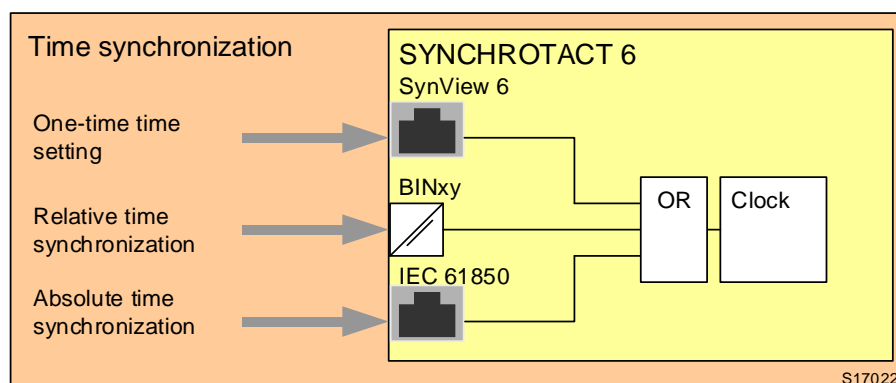 Time synchronization
SYNCHROTACT 6
SynView 6
One-time time
setting
BINxy
OR
Clock
Relative time
synchronization
IEC 61850
Absolute time
synchronization
S17022